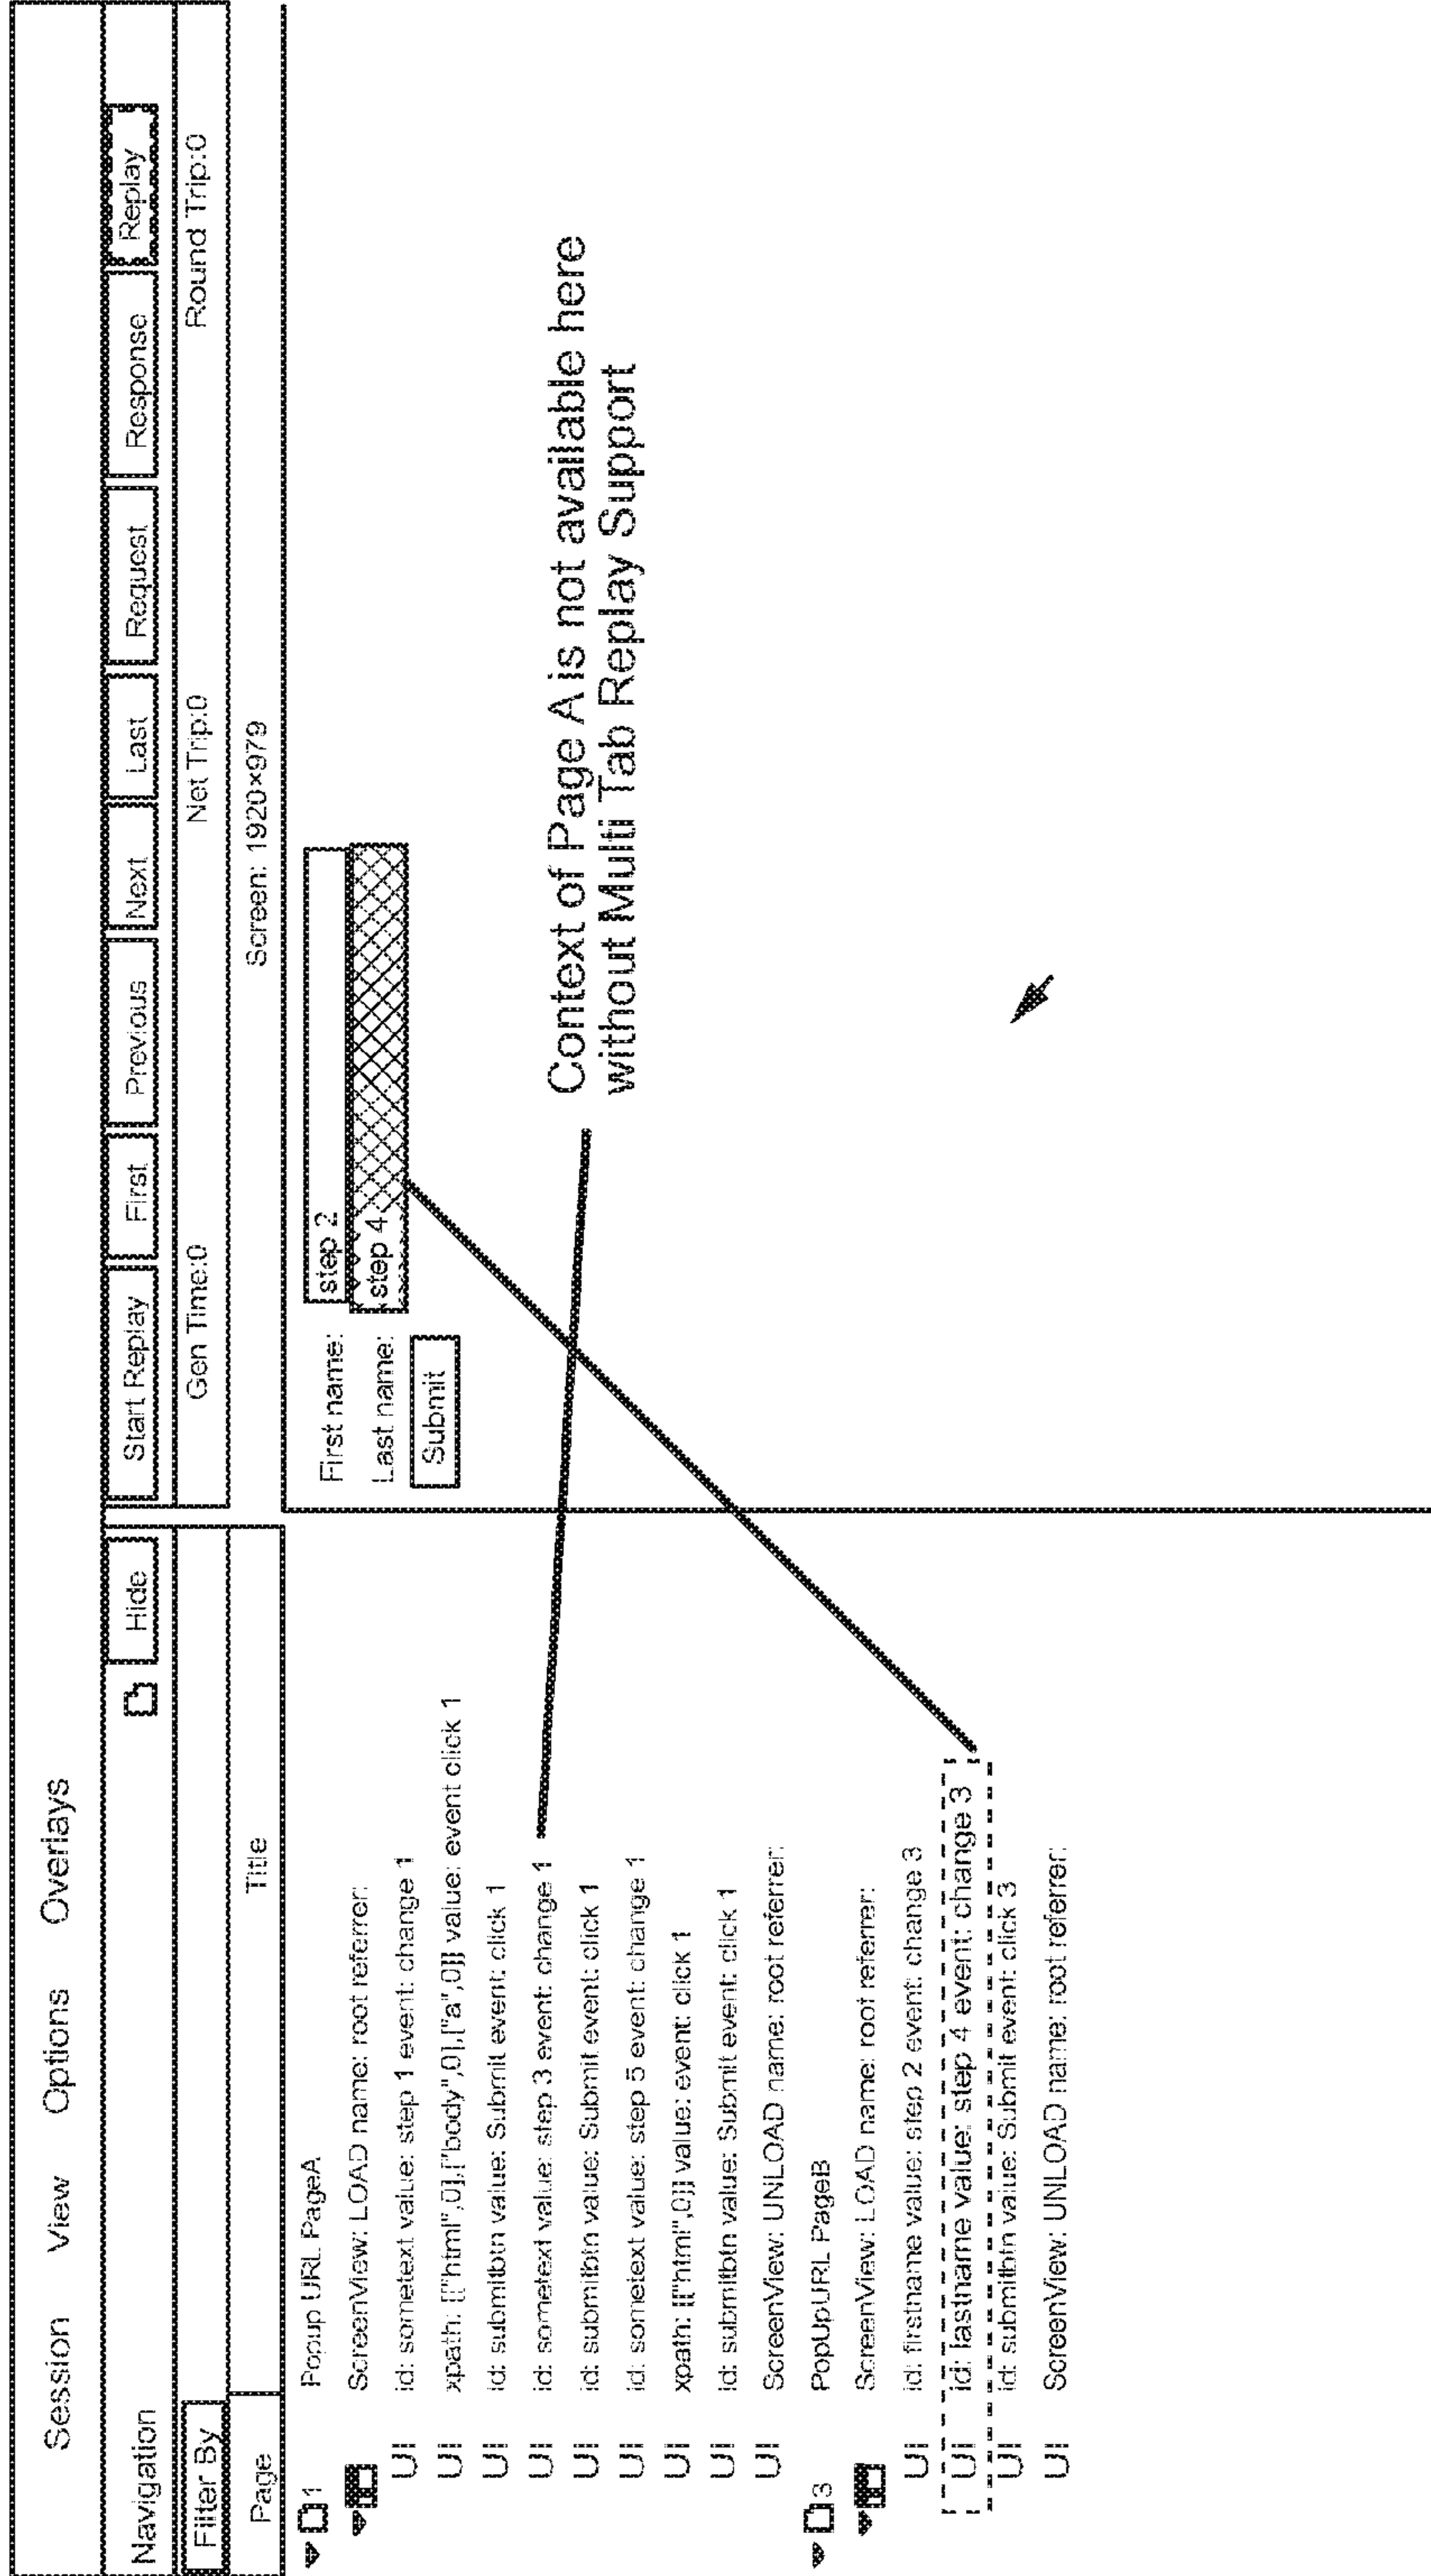 Session View Options Overlays
Navigation Hide Start Replay First Previous Next Last Request Response Replay
Filter By Gen Time:0 Net Trip:0 Round Trip:0
Page Title Screen: 1920×979
1 Popup URL PageA
ScreenView: LOAD name: root referrer:
UI id: sometext value: step 1 event: change 1
UI xpath: [["html",0],["body",0],["a",0]] value: event click 1
UI id: submitbtn value: Submit event: click 1
UI id: sometext value: step 3 event: change 1
UI id: submitbtn value: Submit event: click 1
UI id: sometext value: step 5 event: change 1
UI xpath: [["html",0]] value: event: click 1
UI id: submitbtn value: Submit event: click 1
UI ScreenView: UNLOAD name: root referrer:
3 PopUpURL PageB
ScreenView: LOAD name: root referrer:
UI id: firstname value: step 2 event: change 3
UI id: lastname value: step 4 event: change 3
UI id: submitbtn value: Submit event: click 3
UI ScreenView: UNLOAD name: root referrer:
First name: step 2
Last name: step 4
Submit
Context of Page A is not available here
without Multi Tab Replay Support